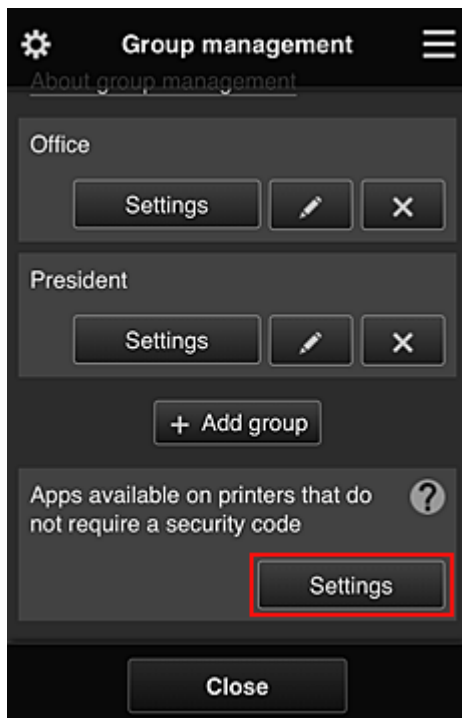 Group management
About group management
Office
Settings
President
Settings
+ Add group
Apps available on printers that do
not require a security code
?
Settings
Close